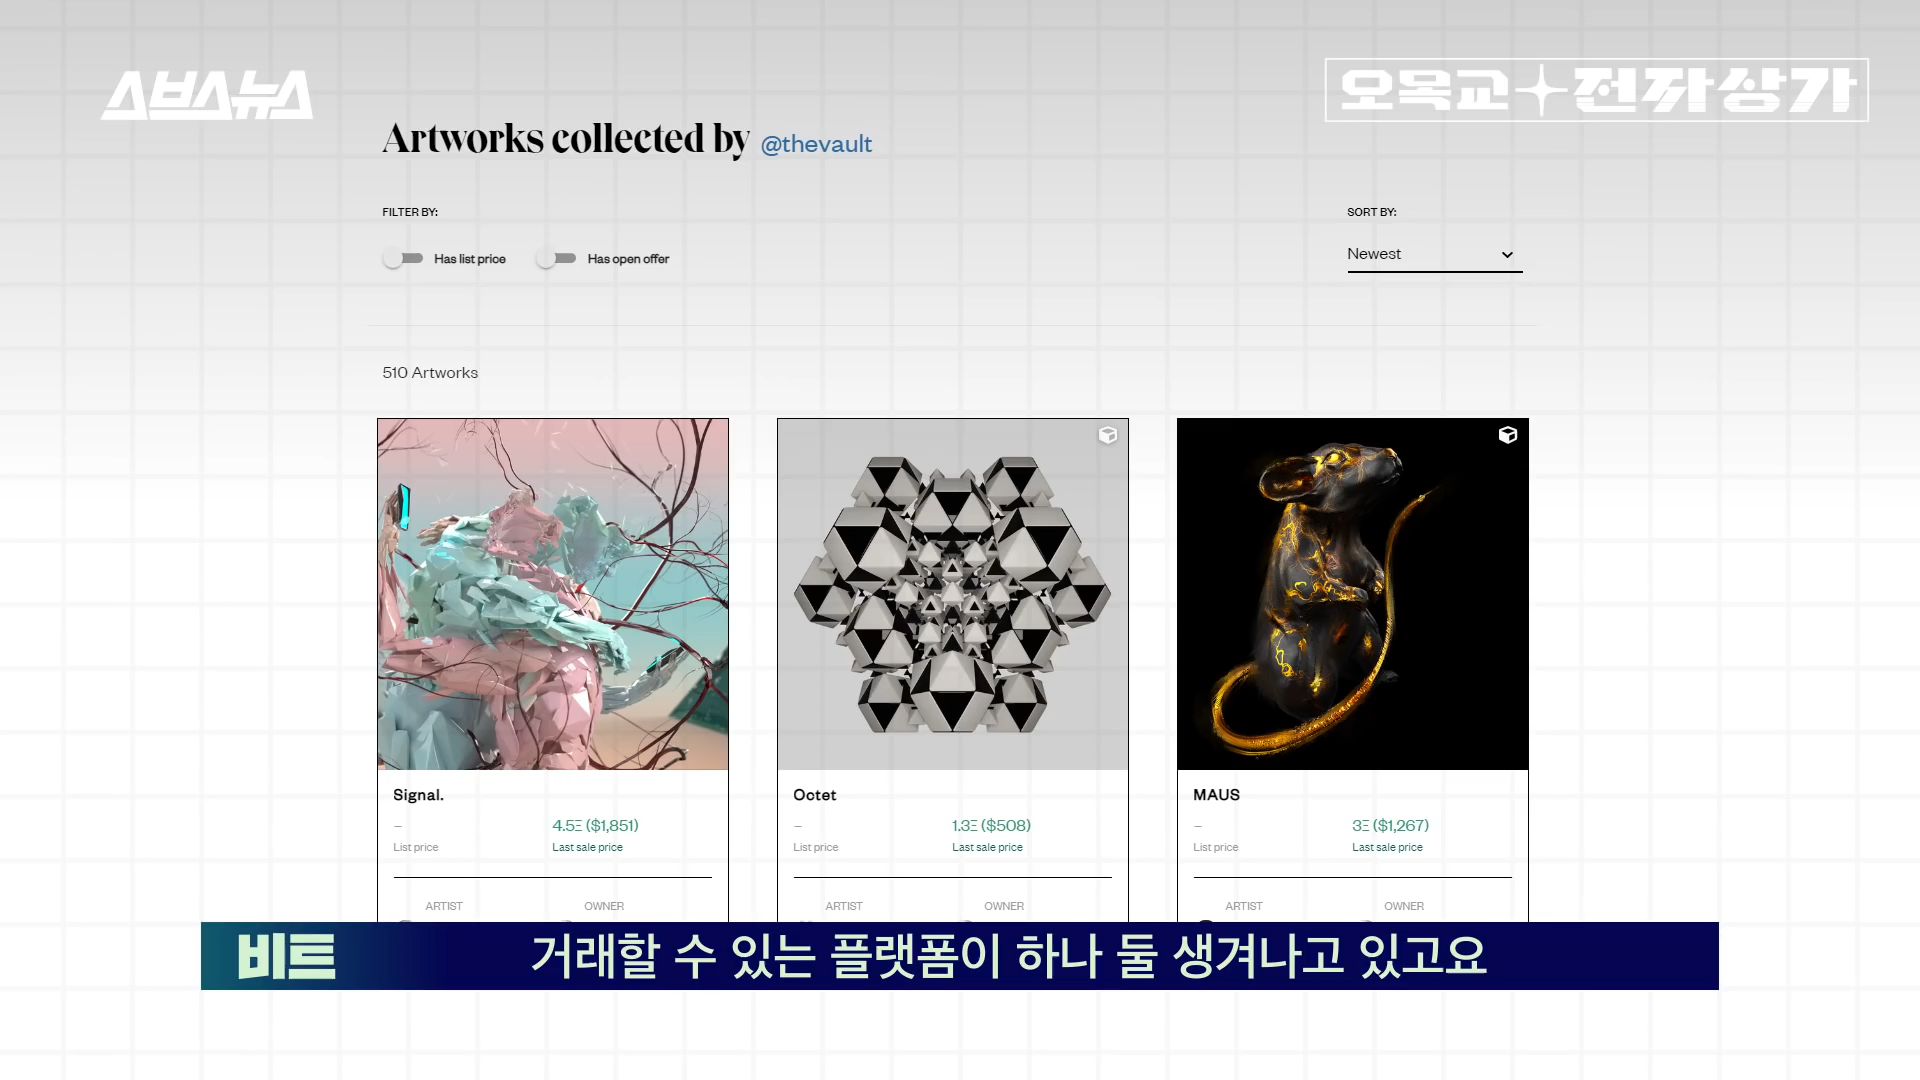 스브스뉴스
오목교 전자상가
Artworks collected by @thevault
FILTER BY:
SORT BY:
Has list price
Has open offer
Newest
510 Artworks
Signal.
–
4.5Ξ ($1,851)
List price
Last sale price
ARTIST
OWNER
Octet
–
1.3Ξ ($508)
List price
Last sale price
ARTIST
OWNER
MAUS
–
3Ξ ($1,267)
List price
Last sale price
ARTIST
OWNER
비트
거래할 수 있는 플랫폼이 하나 둘 생겨나고 있고요